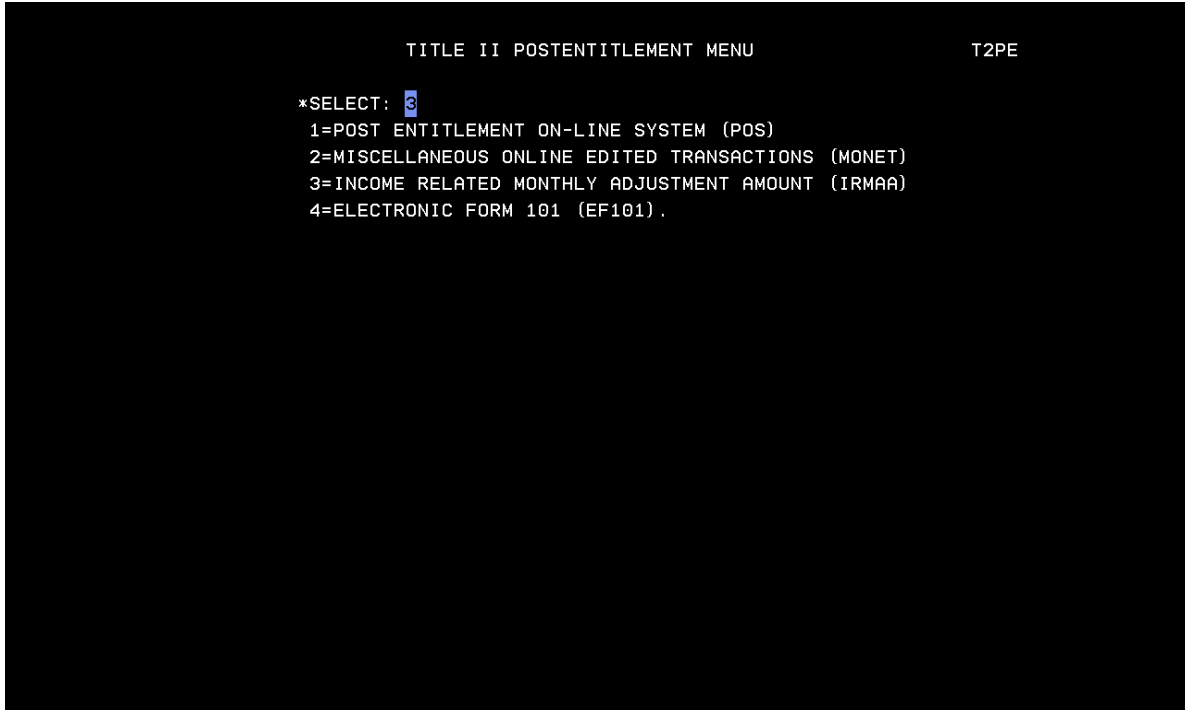 TITLE II POSTENTITLEMENT MENU T2PE
*SELECT: 3
1=POST ENTITLEMENT ON-LINE SYSTEM (POS)
2=MISCELLANEOUS ONLINE EDITED TRANSACTIONS (MONET)
3=INCOME RELATED MONTHLY ADJUSTMENT AMOUNT (IRMAA)
4=ELECTRONIC FORM 101 (EF101).